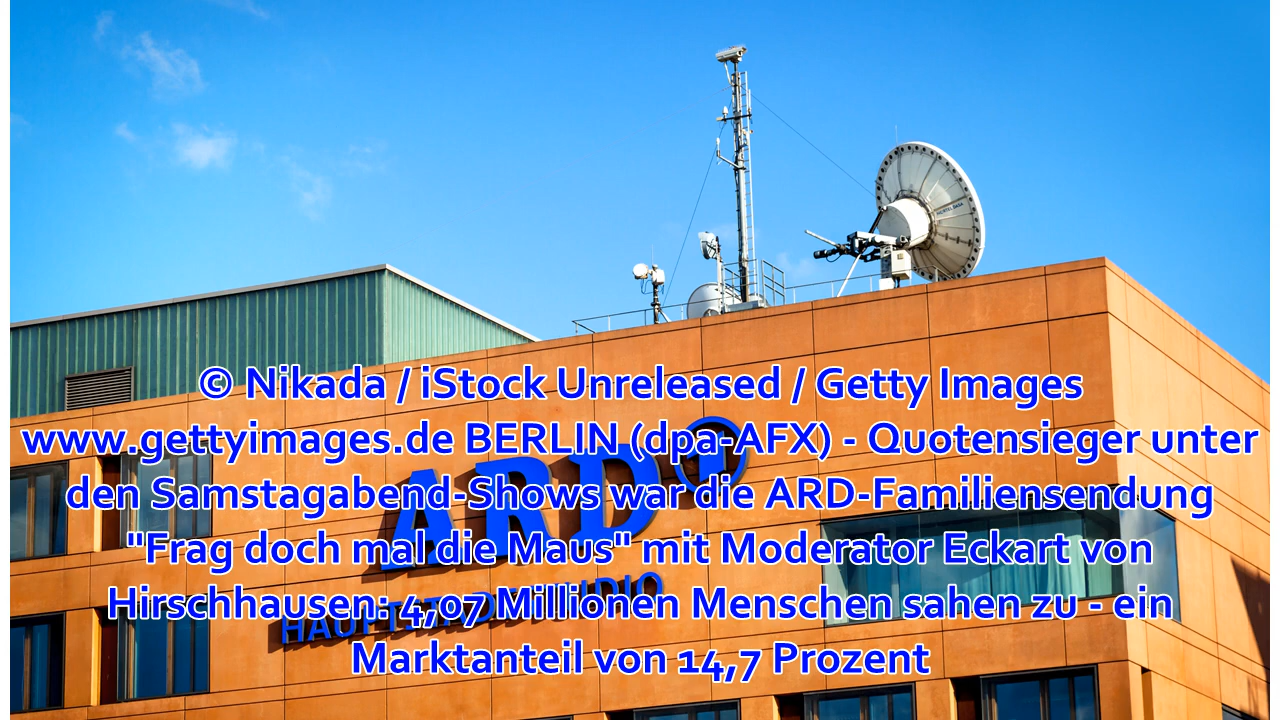 © Nikada / iStock Unreleased / Getty Images
www.gettyimages.de BERLIN (dpa-AFX) - Quotensieger unter
den Samstagabend-Shows war die ARD-Familiensendung
"Frag doch mal die Maus" mit Moderator Eckart von
Hirschhausen: 4,07 Millionen Menschen sahen zu - ein
Marktanteil von 14,7 Prozent
ARD 1
HAUPTSTADTSTUDIO